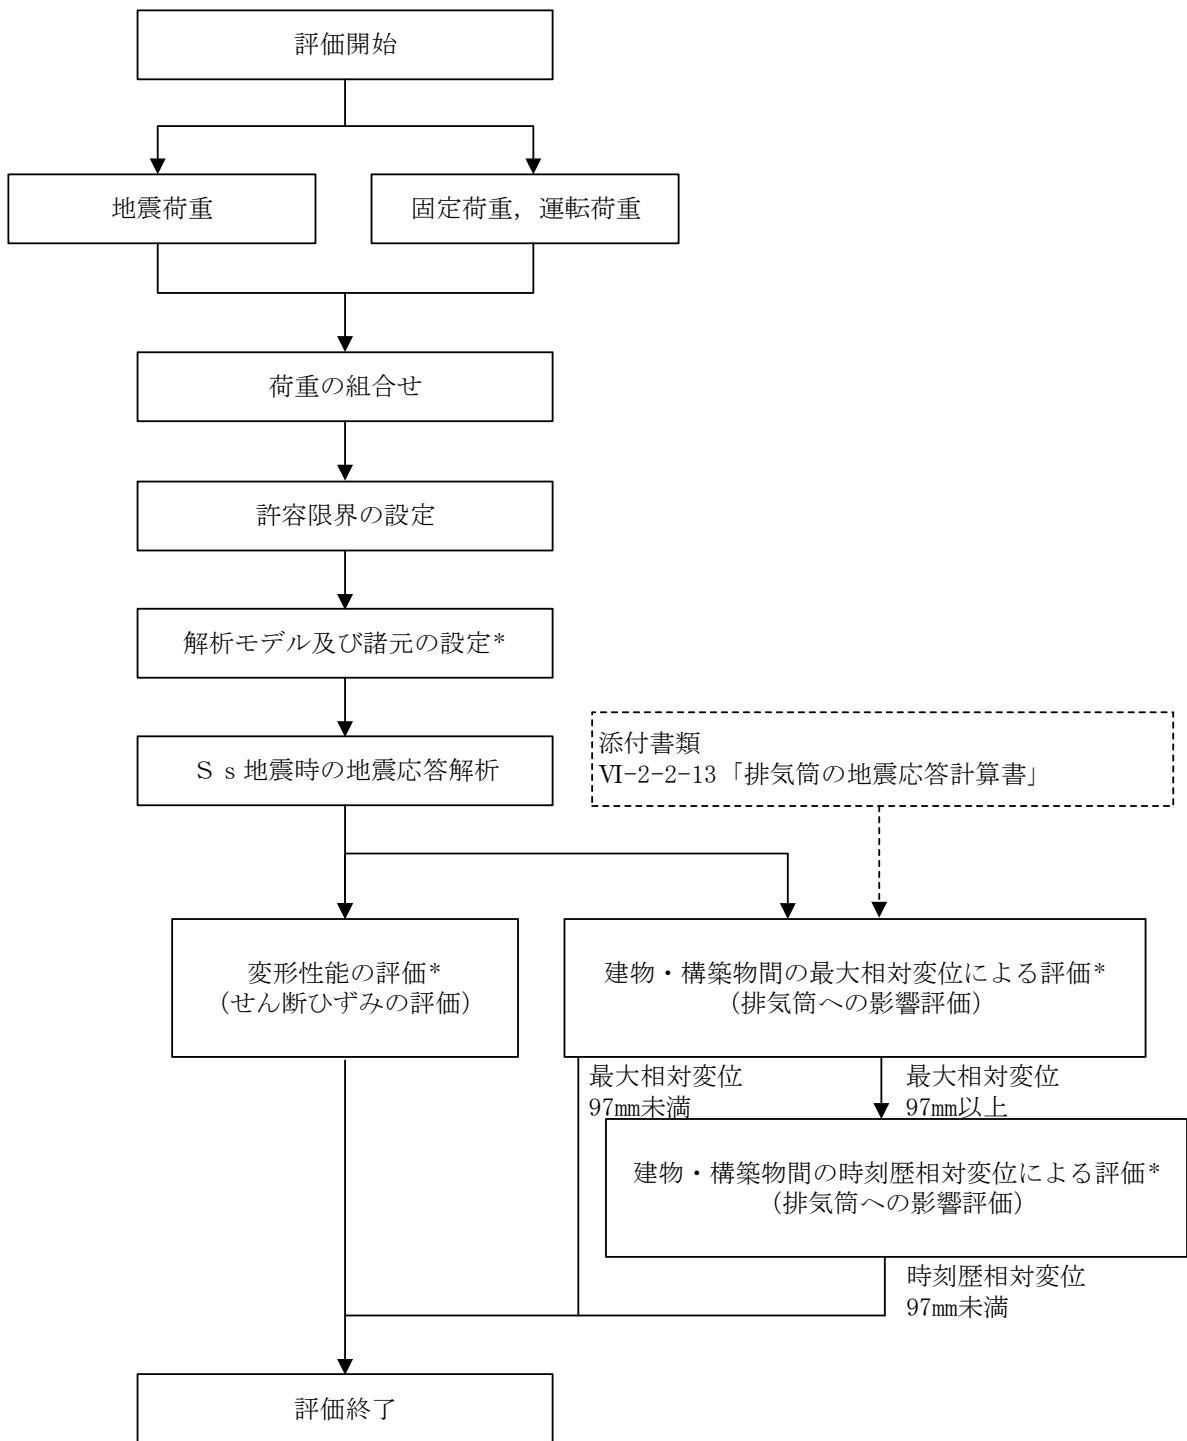 評価開始
地震荷重
固定荷重，運転荷重
荷重の組合せ
許容限界の設定
解析モデル及び諸元の設定*
Ｓｓ地震時の地震応答解析
添付書類
Ⅵ-2-2-13「排気筒の地震応答計算書」
変形性能の評価*
（せん断ひずみの評価）
建物・構築物間の最大相対変位による評価*
（排気筒への影響評価）
最大相対変位
97㎜未満
最大相対変位
97㎜以上
建物・構築物間の時刻歴相対変位による評価*
（排気筒への影響評価）
時刻歴相対変位
97㎜未満
評価終了